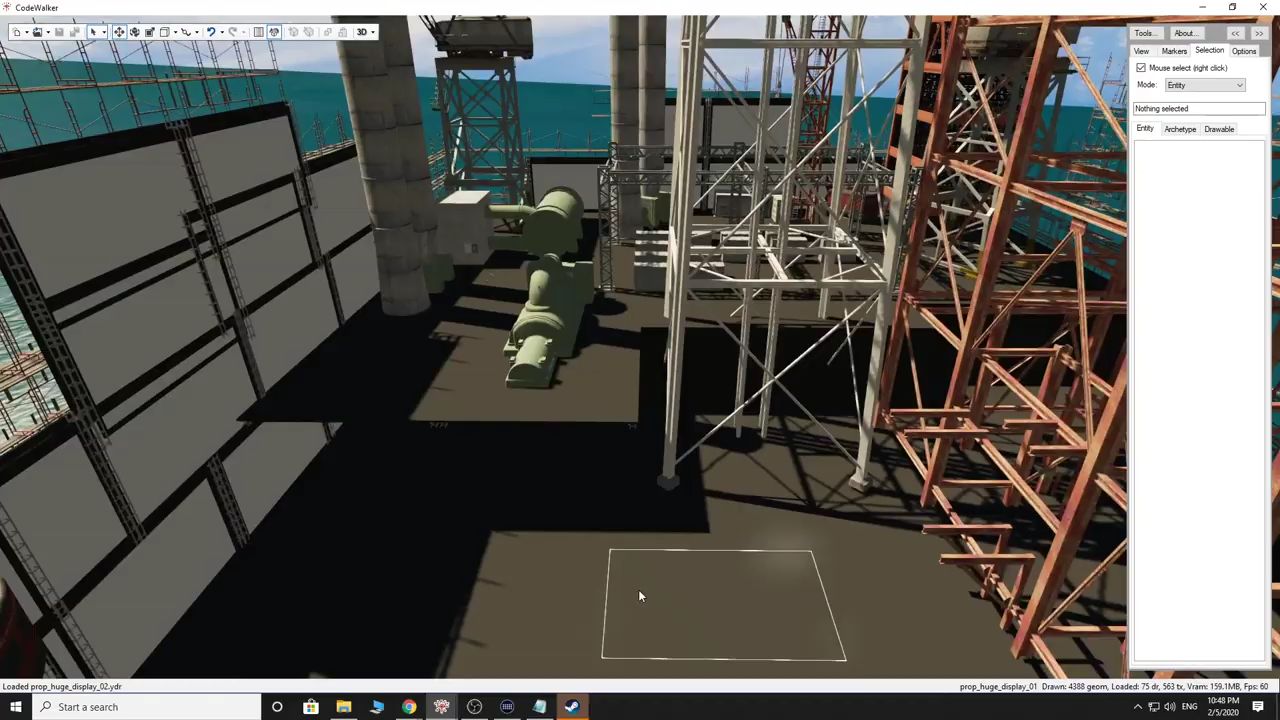 CodeWalker
3D
Tools...
About...
<<
>>
View
Markers
Selection
Options
Mouse select (right click)
Mode:
Entity
Nothing selected
Entity
Archetype
Drawable
Loaded prop_huge_display_02.ydr
prop_huge_display_01 Drawn: 4388 geom, Loaded: 75 dr, 563 tx, Vram: 159.1MB, Fps: 60
Start a search
ENG
10:48 PM
2/5/2020